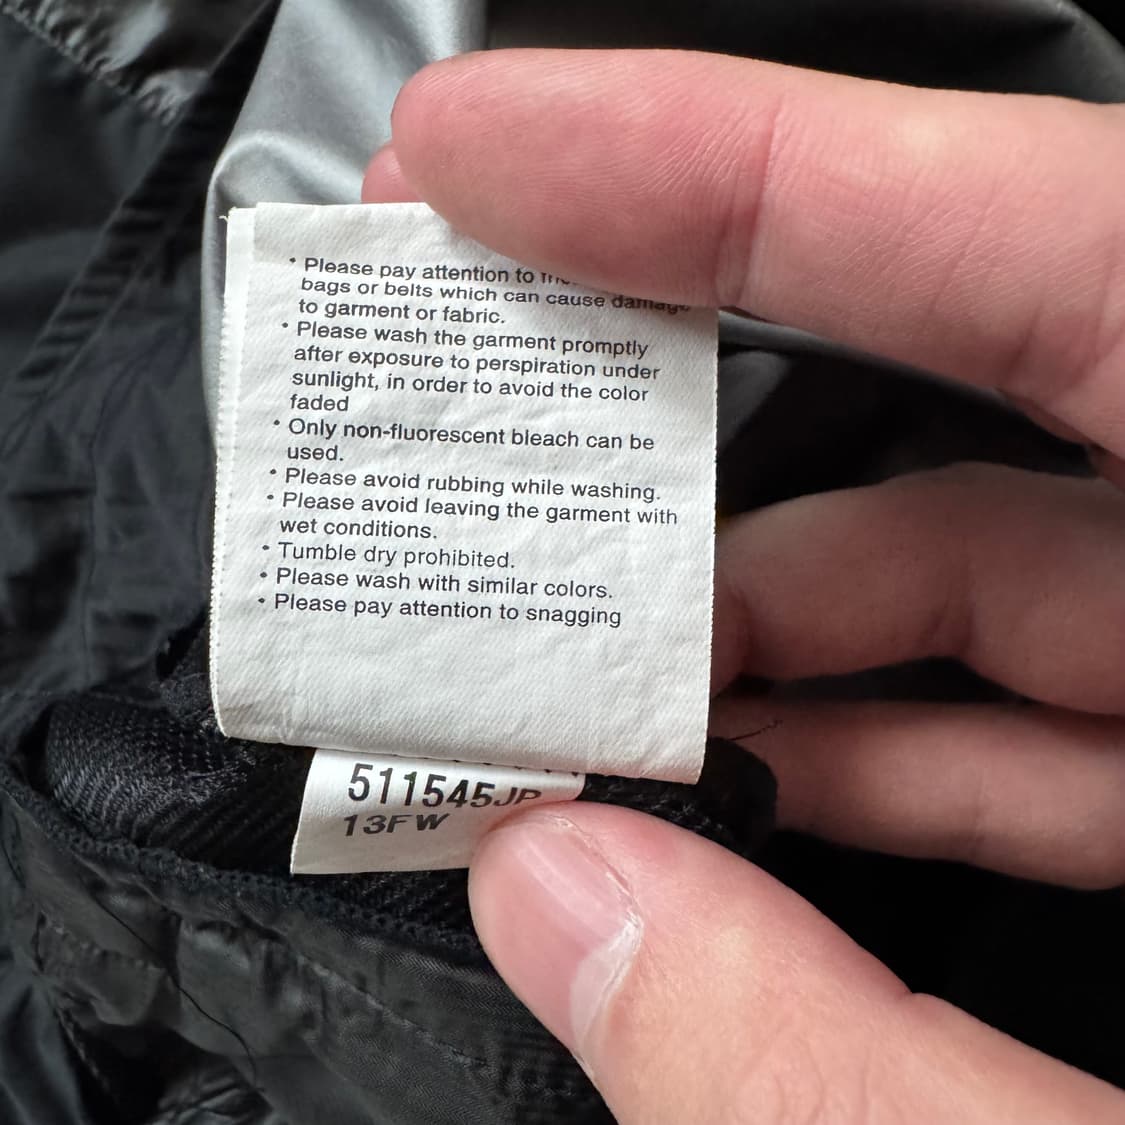 • Please pay attention to
bags or belts which can cause damage
to garment or fabric.
• Please wash the garment promptly
after exposure to perspiration under
sunlight, in order to avoid the color
faded
• Only non-fluorescent bleach can be
used.
• Please avoid rubbing while washing.
• Please avoid leaving the garment with
wet conditions.
• Tumble dry prohibited.
• Please wash with similar colors.
• Please pay attention to snagging
511545JP
13FW